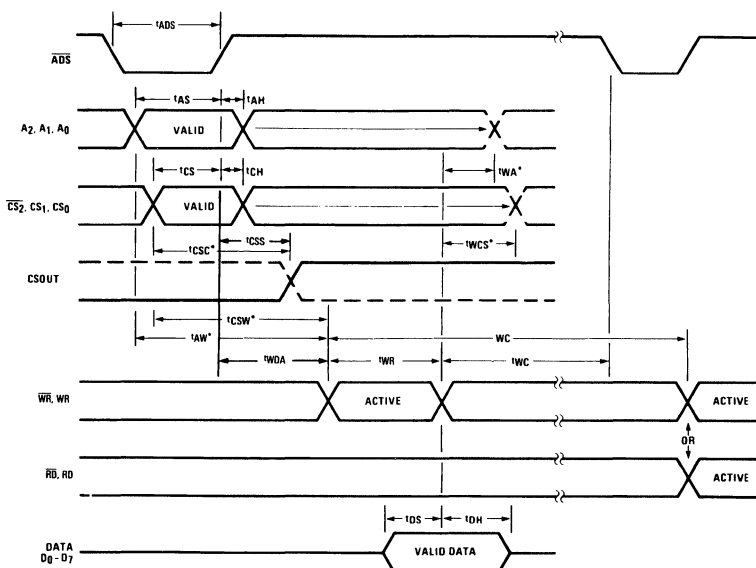 tADS
ADS
tAS tAH
A2, A1, A0 VALID
tWA*
tCS tCH
CS2, CS1, CS0 VALID
tCSS
tCSC* tWCS*
CSOUT
tCSW*
tAW* WC
tWDA tWR tWC
WR, WR ACTIVE ACTIVE
OR
RD, RD ACTIVE
tDS tDH
DATA VALID DATA
D0 - D7